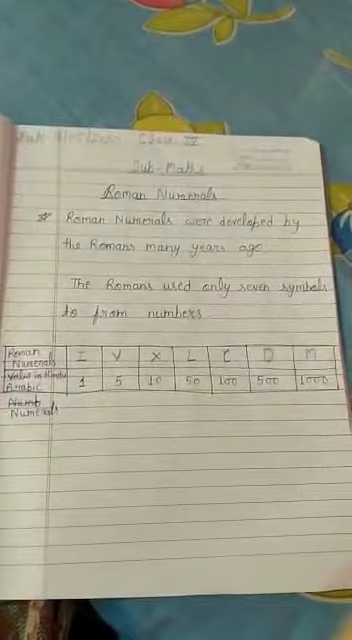 Class IV
Sub-Maths
Roman Numerals
Roman Numerals were developed by
the Romans many years ago
The Romans used only seven symbols
to from numbers
Roman Numerals I V X L C D M
Value in Hindu Arabic 1 5 10 50 100 500 1000
Numerals